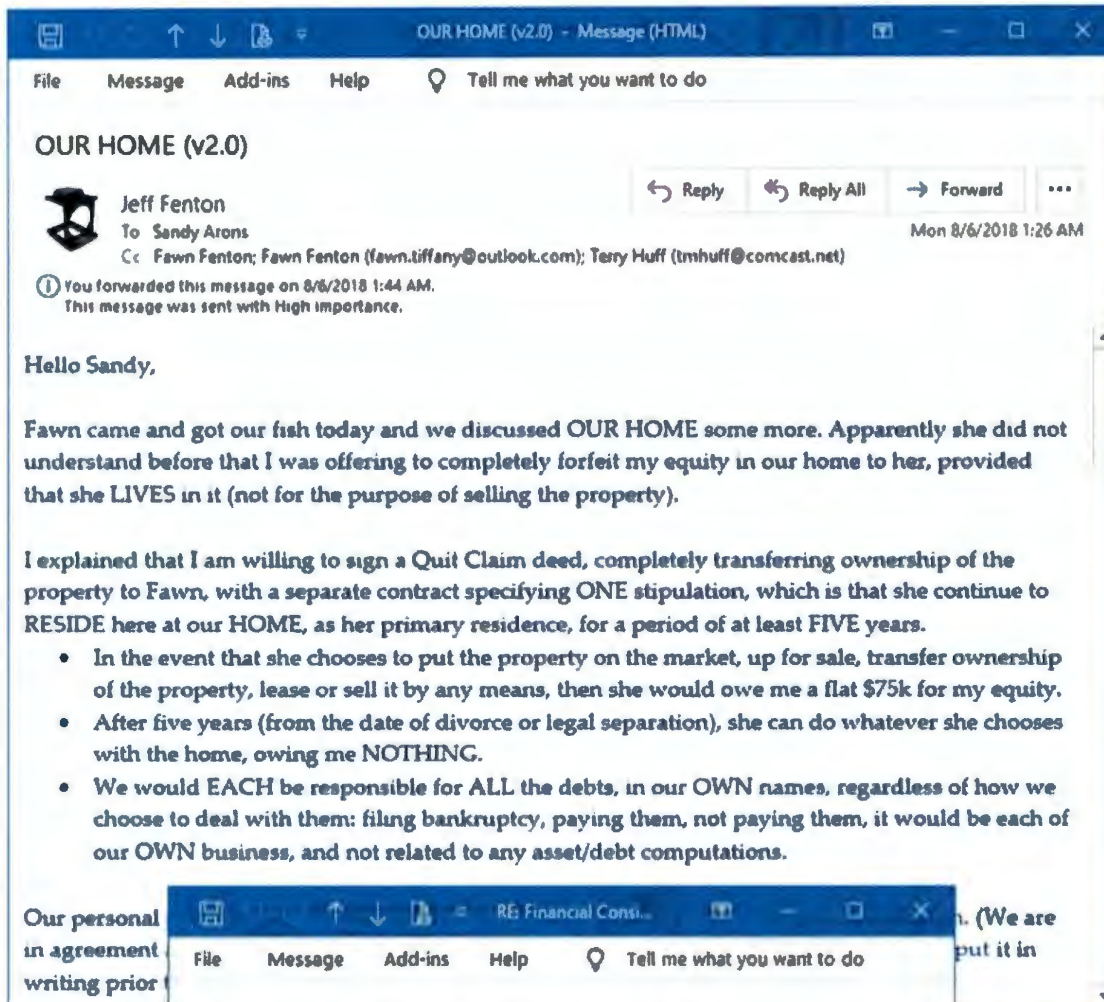 OUR HOME (v2.0) - Message (HTML)
File Message Add-ins Help Tell me what you want to do
OUR HOME (v2.0)
Reply Reply All Forward ...
Jeff Fenton
To Sandy Arons
Mon 8/6/2018 1:26 AM
Cc Fawn Fenton; Fawn Fenton (fawn.tiffany@outlook.com); Terry Huff (tmhuff@comcast.net)
You forwarded this message on 8/6/2018 1:44 AM.
This message was sent with High importance.
Hello Sandy,
Fawn came and got our fish today and we discussed OUR HOME some more. Apparently she did not
understand before that I was offering to completely forfeit my equity in our home to her, provided
that she LIVES in it (not for the purpose of selling the property).
I explained that I am willing to sign a Quit Claim deed, completely transferring ownership of the
property to Fawn, with a separate contract specifying ONE stipulation, which is that she continue to
RESIDE here at our HOME, as her primary residence, for a period of at least FIVE years.
• In the event that she chooses to put the property on the market, up for sale, transfer ownership
of the property, lease or sell it by any means, then she would owe me a flat $75k for my equity.
• After five years (from the date of divorce or legal separation), she can do whatever she chooses
with the home, owing me NOTHING.
• We would EACH be responsible for ALL the debts, in our OWN names, regardless of how we
choose to deal with them: filing bankruptcy, paying them, not paying them, it would be each of
our OWN business, and not related to any asset/debt computations.
Our personal
RE: Financial Consi...
(We are
in agreement
File Message Add-ins Help Tell me what you want to do
put it in
writing prior